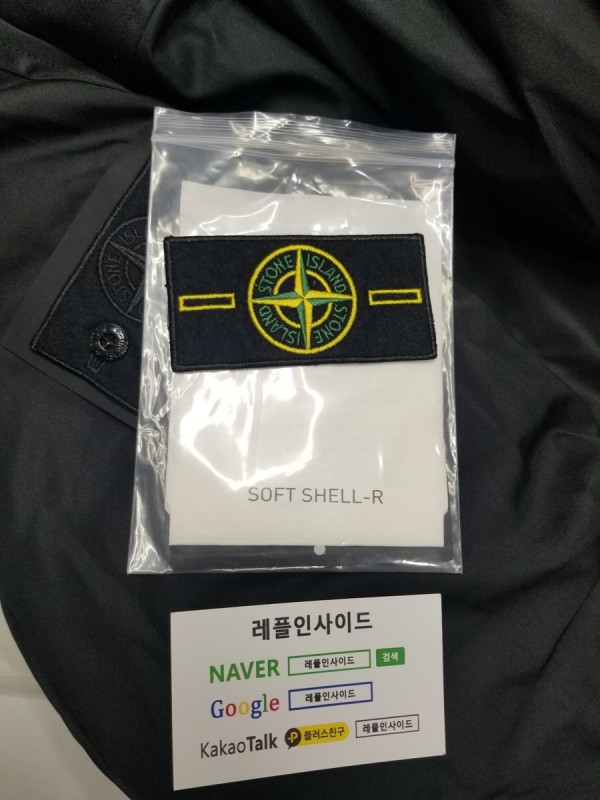 STONE ISLAND
STONE ISLAND
STONE
SOFT SHELL-R
레플인사이드
NAVER 레플인사이드 검색
Google 레플인사이드
KakaoTalk P 플러스친구 레플인사이드